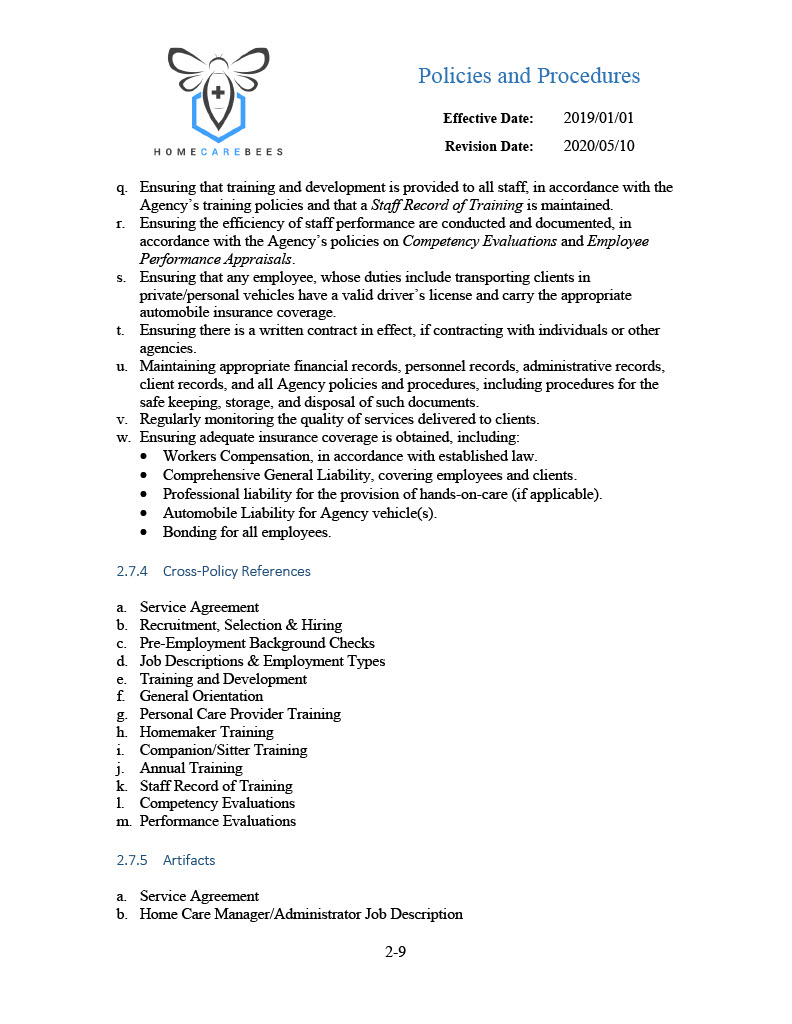 Policies and Procedures
Effective Date: 2019/01/01
Revision Date: 2020/05/10
HOMECAREBEES
q. Ensuring that training and development is provided to all staff, in accordance with the
Agency’s training policies and that a Staff Record of Training is maintained.
r. Ensuring the efficiency of staff performance are conducted and documented, in
accordance with the Agency’s policies on Competency Evaluations and Employee
Performance Appraisals.
s. Ensuring that any employee, whose duties include transporting clients in
private/personal vehicles have a valid driver’s license and carry the appropriate
automobile insurance coverage.
t. Ensuring there is a written contract in effect, if contracting with individuals or other
agencies.
u. Maintaining appropriate financial records, personnel records, administrative records,
client records, and all Agency policies and procedures, including procedures for the
safe keeping, storage, and disposal of such documents.
v. Regularly monitoring the quality of services delivered to clients.
w. Ensuring adequate insurance coverage is obtained, including:
• Workers Compensation, in accordance with established law.
• Comprehensive General Liability, covering employees and clients.
• Professional liability for the provision of hands-on-care (if applicable).
• Automobile Liability for Agency vehicle(s).
• Bonding for all employees.
2.7.4 Cross-Policy References
a. Service Agreement
b. Recruitment, Selection & Hiring
c. Pre-Employment Background Checks
d. Job Descriptions & Employment Types
e. Training and Development
f. General Orientation
g. Personal Care Provider Training
h. Homemaker Training
i. Companion/Sitter Training
j. Annual Training
k. Staff Record of Training
l. Competency Evaluations
m. Performance Evaluations
2.7.5 Artifacts
a. Service Agreement
b. Home Care Manager/Administrator Job Description
2-9